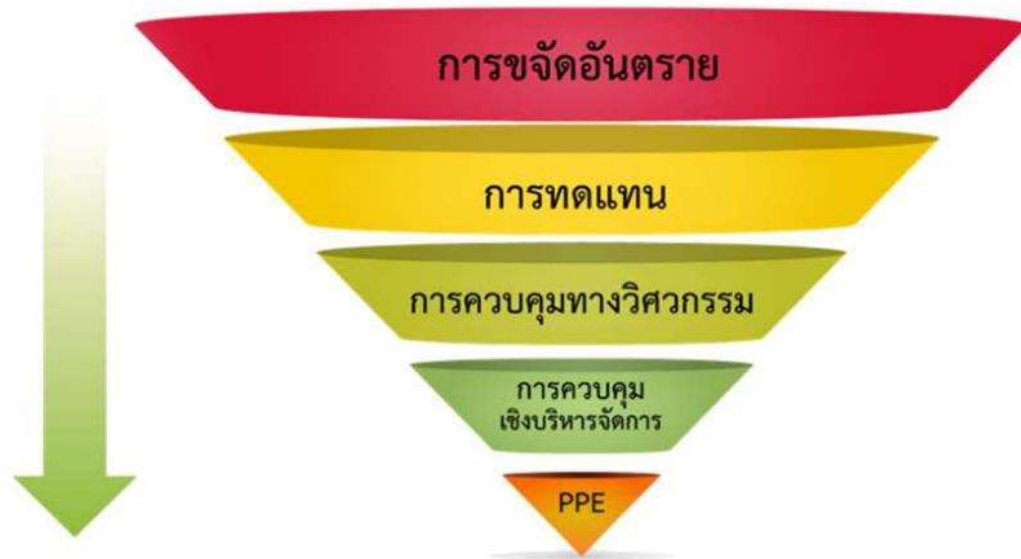 การขจัดอันตราย
การทดแทน
การควบคุมทางวิศวกรรม
การควบคุม
เชิงบริหารจัดการ
PPE